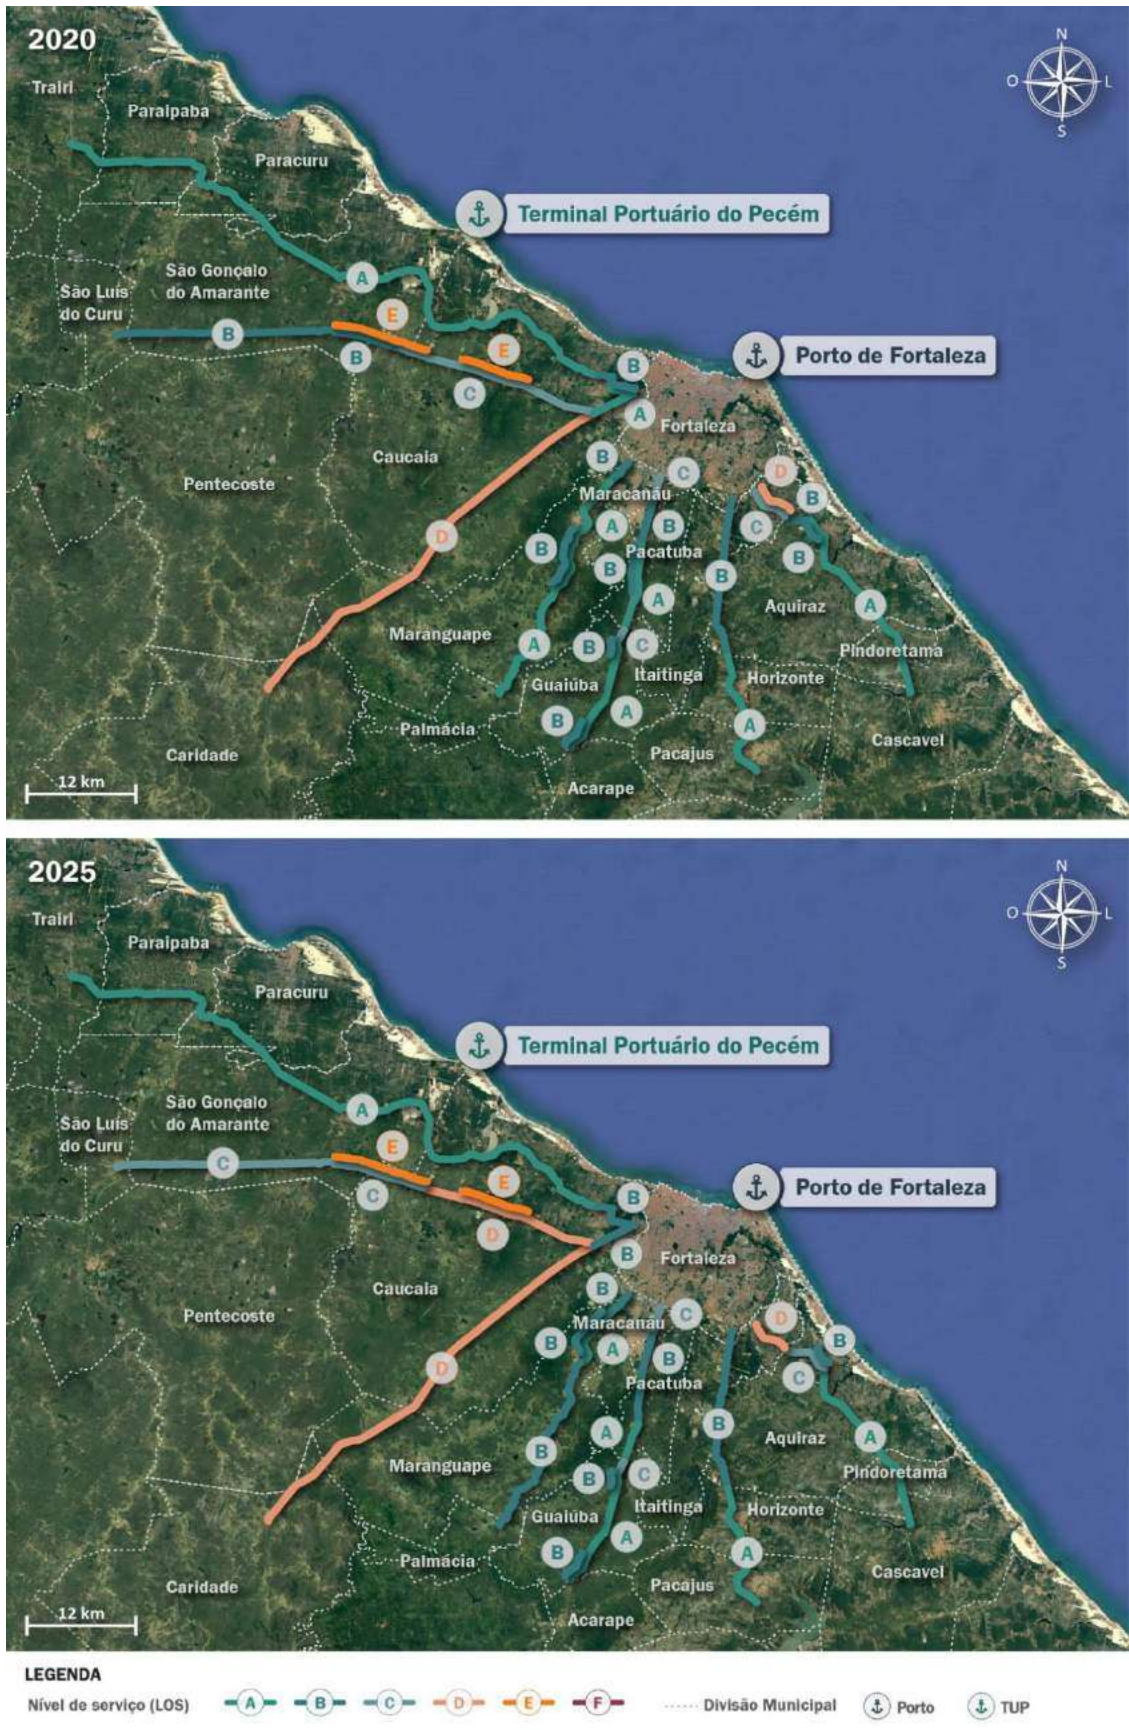 2020
N
O
L
S
Trairi
Paraipaba
Paracuru
Terminal Portuário do Pecém
São Gonçalo
do Amarante
São Luís
do Curu
A
E
B
B
E
C
B
A
Porto de Fortaleza
Fortaleza
Caucaia
Pentecoste
B
C
D
Maracanaú
B
A
B
C
D
B
Pacatuba
B
B
B
A
Aquiraz
A
Maranguape
A
B
C
Pindoretama
Itaitinga
Horizonte
Guaiúba
B
A
A
Palmácia
Pacajus
Cascavel
Caridade
Acarape
12 km
2025
N
O
L
S
Trairi
Paraipaba
Paracuru
Terminal Portuário do Pecém
São Gonçalo
do Amarante
São Luís
do Curu
A
E
C
C
E
D
B
B
Porto de Fortaleza
Fortaleza
Caucaia
Pentecoste
B
C
D
Maracanaú
B
A
B
B
D
C
Pacatuba
B
A
B
Aquiraz
A
Maranguape
B
C
Pindoretama
Itaitinga
Horizonte
Guaiúba
B
A
A
Palmácia
Pacajus
Cascavel
Caridade
Acarape
12 km
LEGENDA
Nível de serviço (LOS) A B C D E F Divisão Municipal Porto TUP